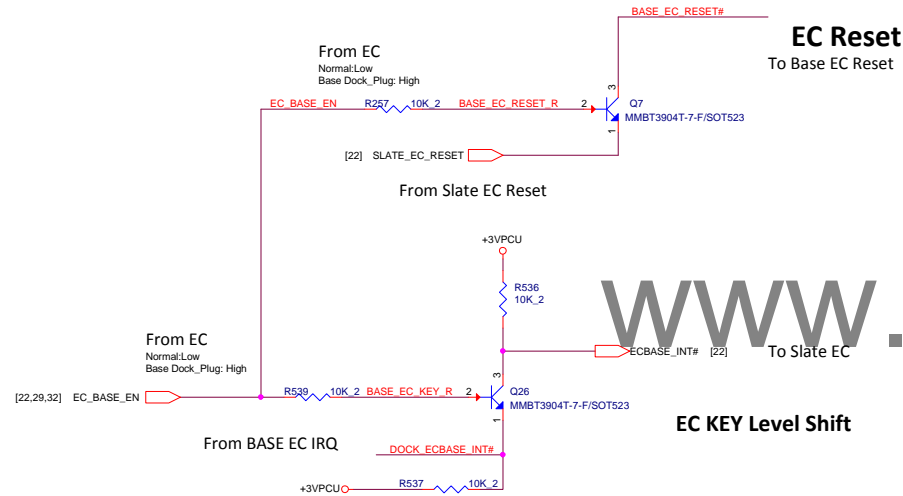 BASE_EC_RESET#
EC Reset
To Base EC Reset
From EC
Normal:Low
Base Dock_Plug: High
EC_BASE_EN R257 10K_2 BASE_EC_RESET_R 2 3 1 Q7
MMBT3904T-7-F/SOT523
[22] SLATE_EC_RESET
From Slate EC Reset
+3VPCU
R536
10K_2
www.
ECBASE_INT# [22] To Slate EC
From EC
Normal:Low
Base Dock_Plug: High
[22,29,32] EC_BASE_EN R539 10K_2 BASE_EC_KEY_R 2 3 1 Q26
MMBT3904T-7-F/SOT523
EC KEY Level Shift
From BASE EC IRQ
DOCK_ECBASE_INT#
+3VPCU R537 10K_2